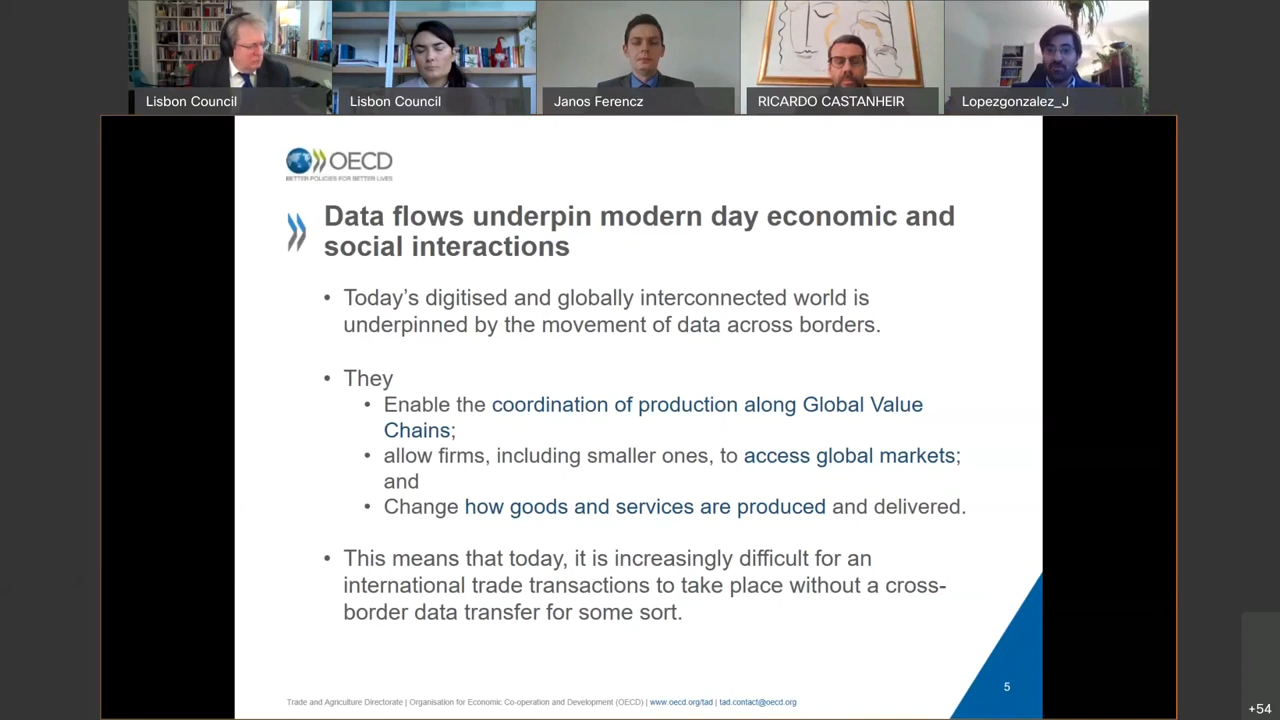 Lisbon Council
Lisbon Council
Janos Ferencz
RICARDO CASTANHEIR
Lopezgonzalez_J
OECD
BETTER POLICIES FOR BETTER LIVES
Data flows underpin modern day economic and
social interactions
• Today's digitised and globally interconnected world is
underpinned by the movement of data across borders.
• They
• Enable the coordination of production along Global Value
Chains;
• allow firms, including smaller ones, to access global markets;
and
• Change how goods and services are produced and delivered.
• This means that today, it is increasingly difficult for an
international trade transactions to take place without a cross-
border data transfer for some sort.
5
Trade and Agriculture Directorate | Organisation for Economic Co-operation and Development (OECD) | www.oecd.org/tad | tad.contact@oecd.org
+54